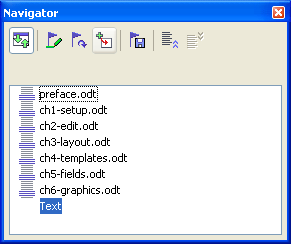 Navigator
preface.odt
ch1-setup.odt
ch2-edit.odt
ch3-layout.odt
ch4-templates.odt
ch5-fields.odt
ch6-graphics.odt
Text